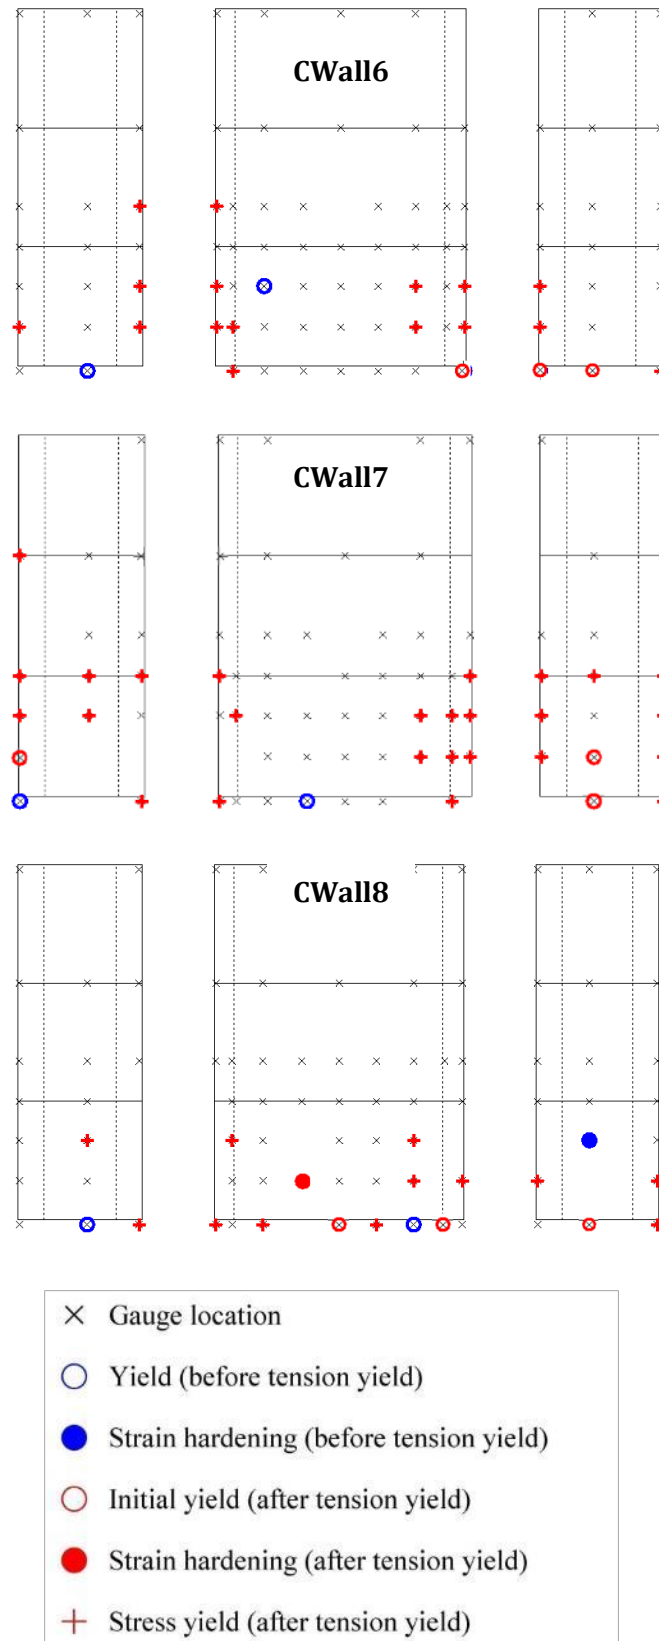 CWall6
CWall7
CWall8
Gauge location
Yield (before tension yield)
Strain hardening (before tension yield)
Initial yield (after tension yield)
Strain hardening (after tension yield)
Stress yield (after tension yield)